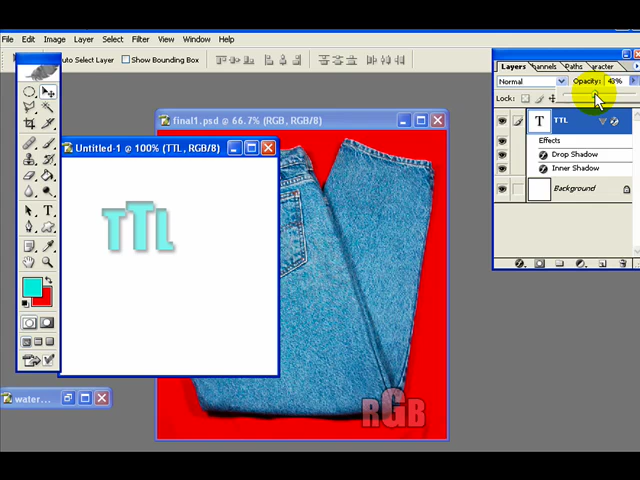 File Edit Image Layer Select Filter View Window Help
Auto Select Layer Show Bounding Box
Layers Channels Paths aracter
Normal Opacity: 43%
Lock:
T TTL
Effects
Drop Shadow
Inner Shadow
Background
final1.psd @ 66.7% (RGB, RGB/8)
Untitled-1 @ 100% (TTL, RGB/8)
TTL
RGB
water...